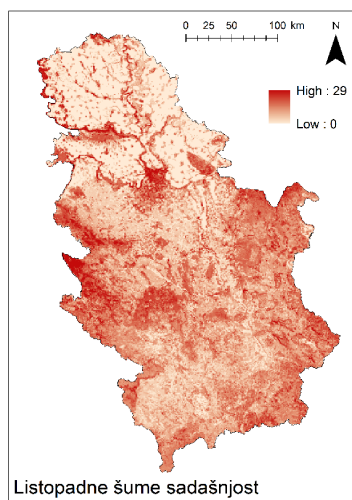 0 25 50 100 km
N
High : 29
Low : 0
Listopadne šume sadašnjost